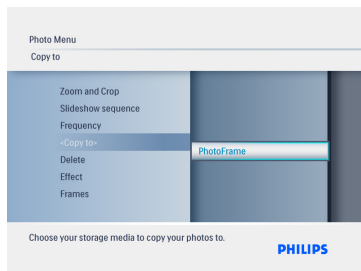 Photo Menu
Copy to
Zoom and Crop
Slideshow sequence
Frequency
<Copy to>
PhotoFrame
Delete
Effect
Frames
Choose your storage media to copy your photos to.
PHILIPS